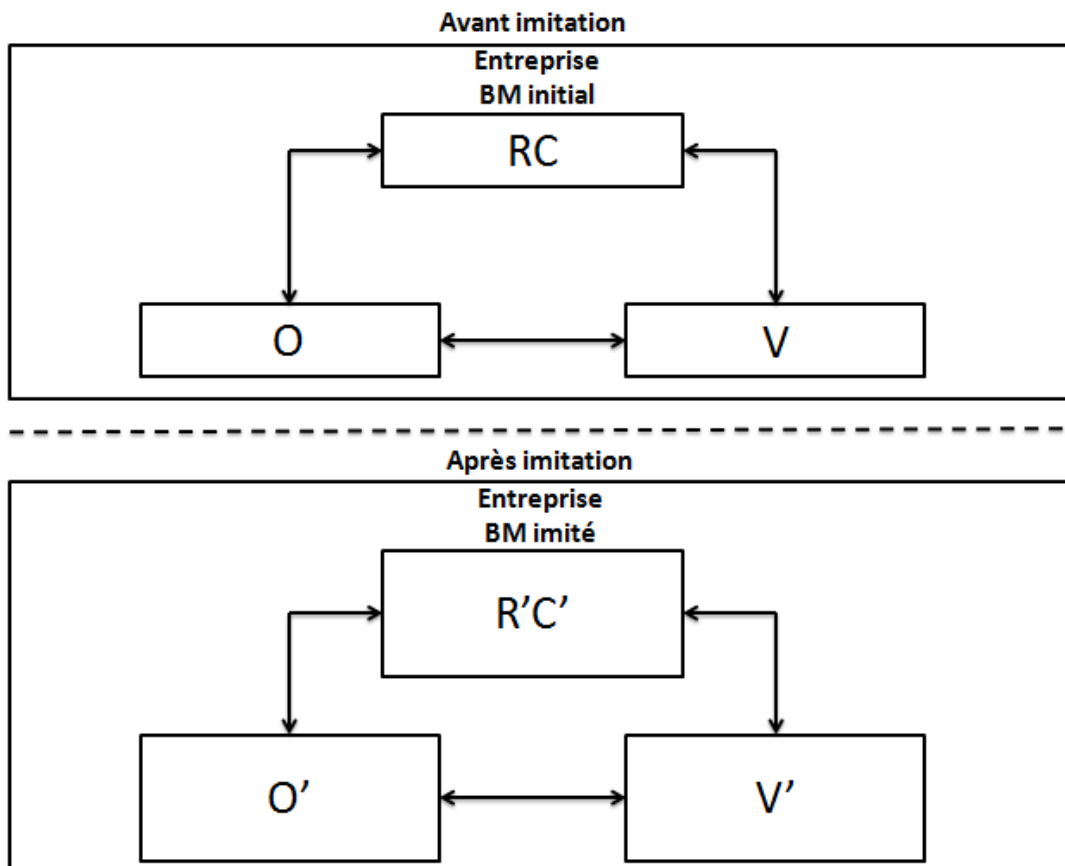 Avant imitation
Entreprise
BM initial
RC
O
V
Après imitation
Entreprise
BM imité
R’C’
O’
V’